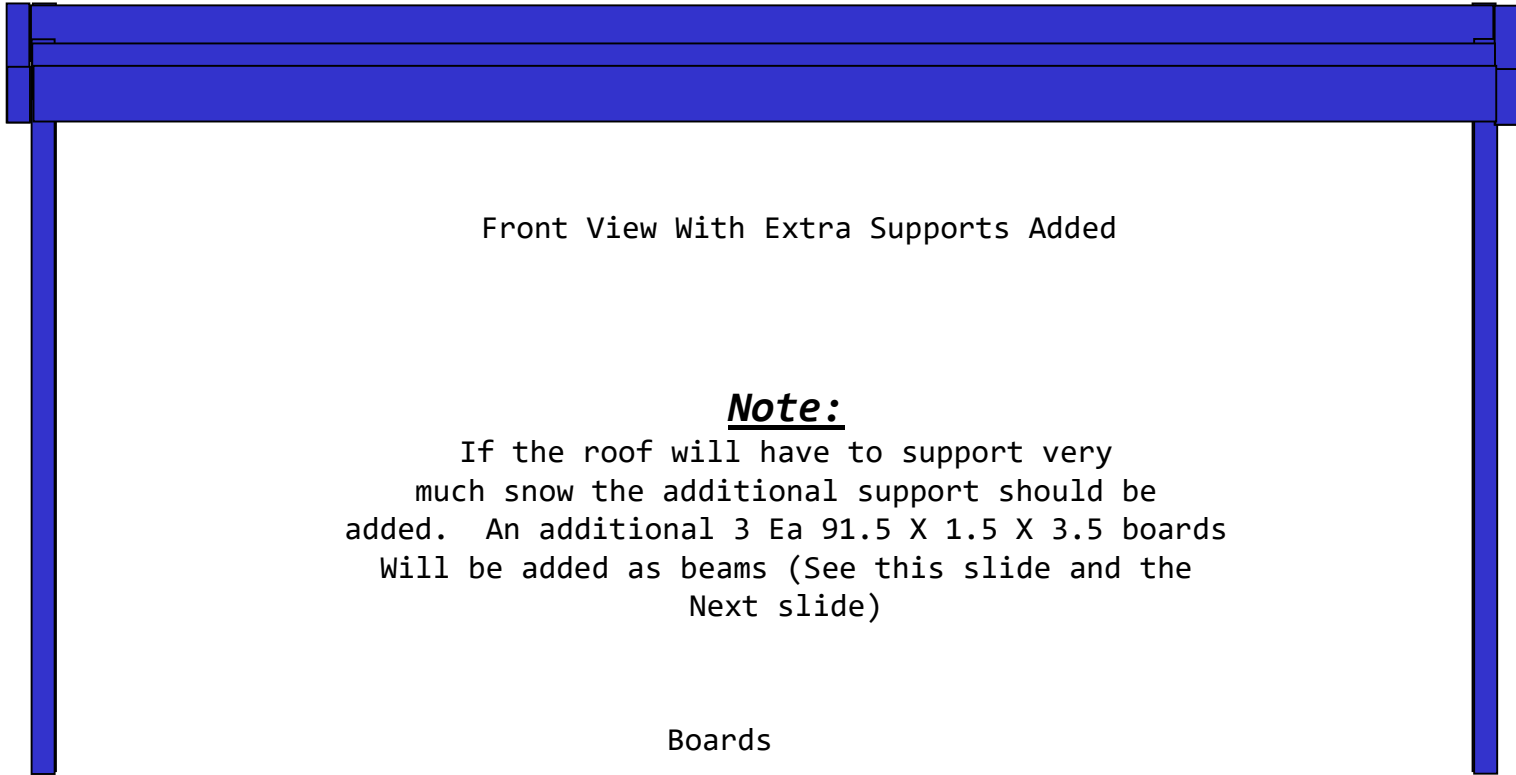 Front View With Extra Supports Added
Note:
If the roof will have to support very
much snow the additional support should be
added.  An additional 3 Ea 91.5 X 1.5 X 3.5 boards
Will be added as beams (See this slide and the
Next slide)
Boards